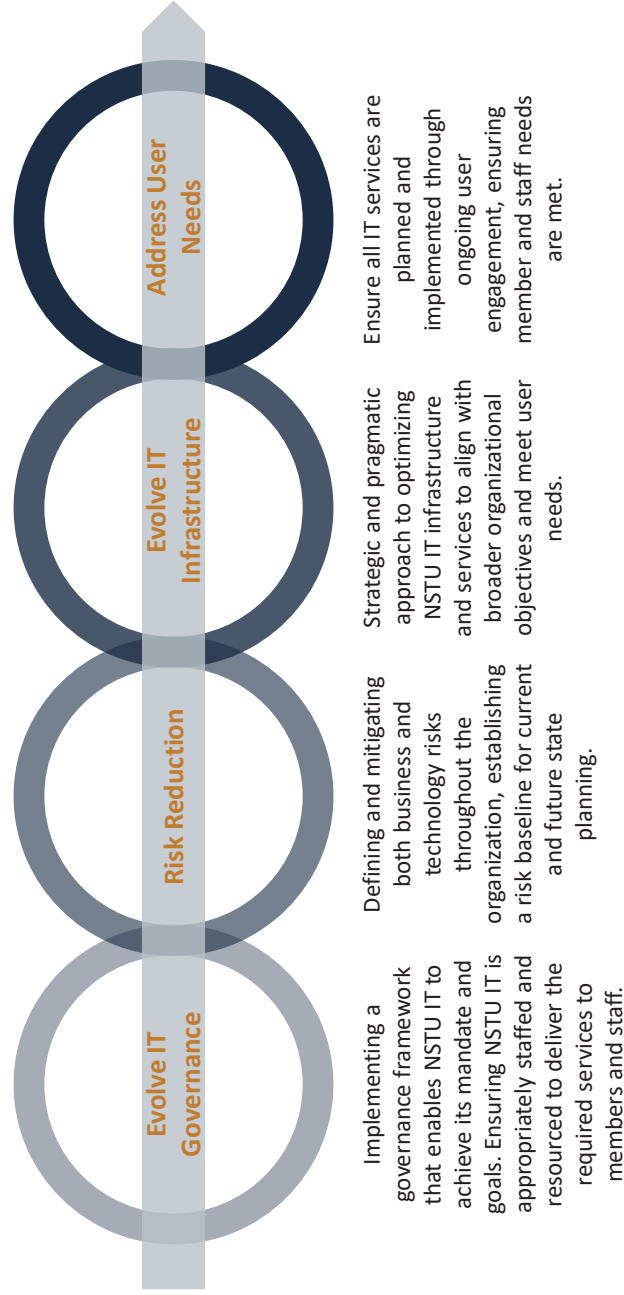 Evolve IT
Governance
Risk Reduction
Evolve IT
Infrastructure
Address User
Needs
Implementing a
governance framework
that enables NSTU IT to
achieve its mandate and
goals. Ensuring NSTU IT is
appropriately staffed and
resourced to deliver the
required services to
members and staff.
Defining and mitigating
both business and
technology risks
throughout the
organization, establishing
a risk baseline for current
and future state
planning.
Strategic and pragmatic
approach to optimizing
NSTU IT infrastructure
and services to align with
broader organizational
objectives and meet user
needs.
Ensure all IT services are
planned and
implemented through
ongoing user
engagement, ensuring
member and staff needs
are met.